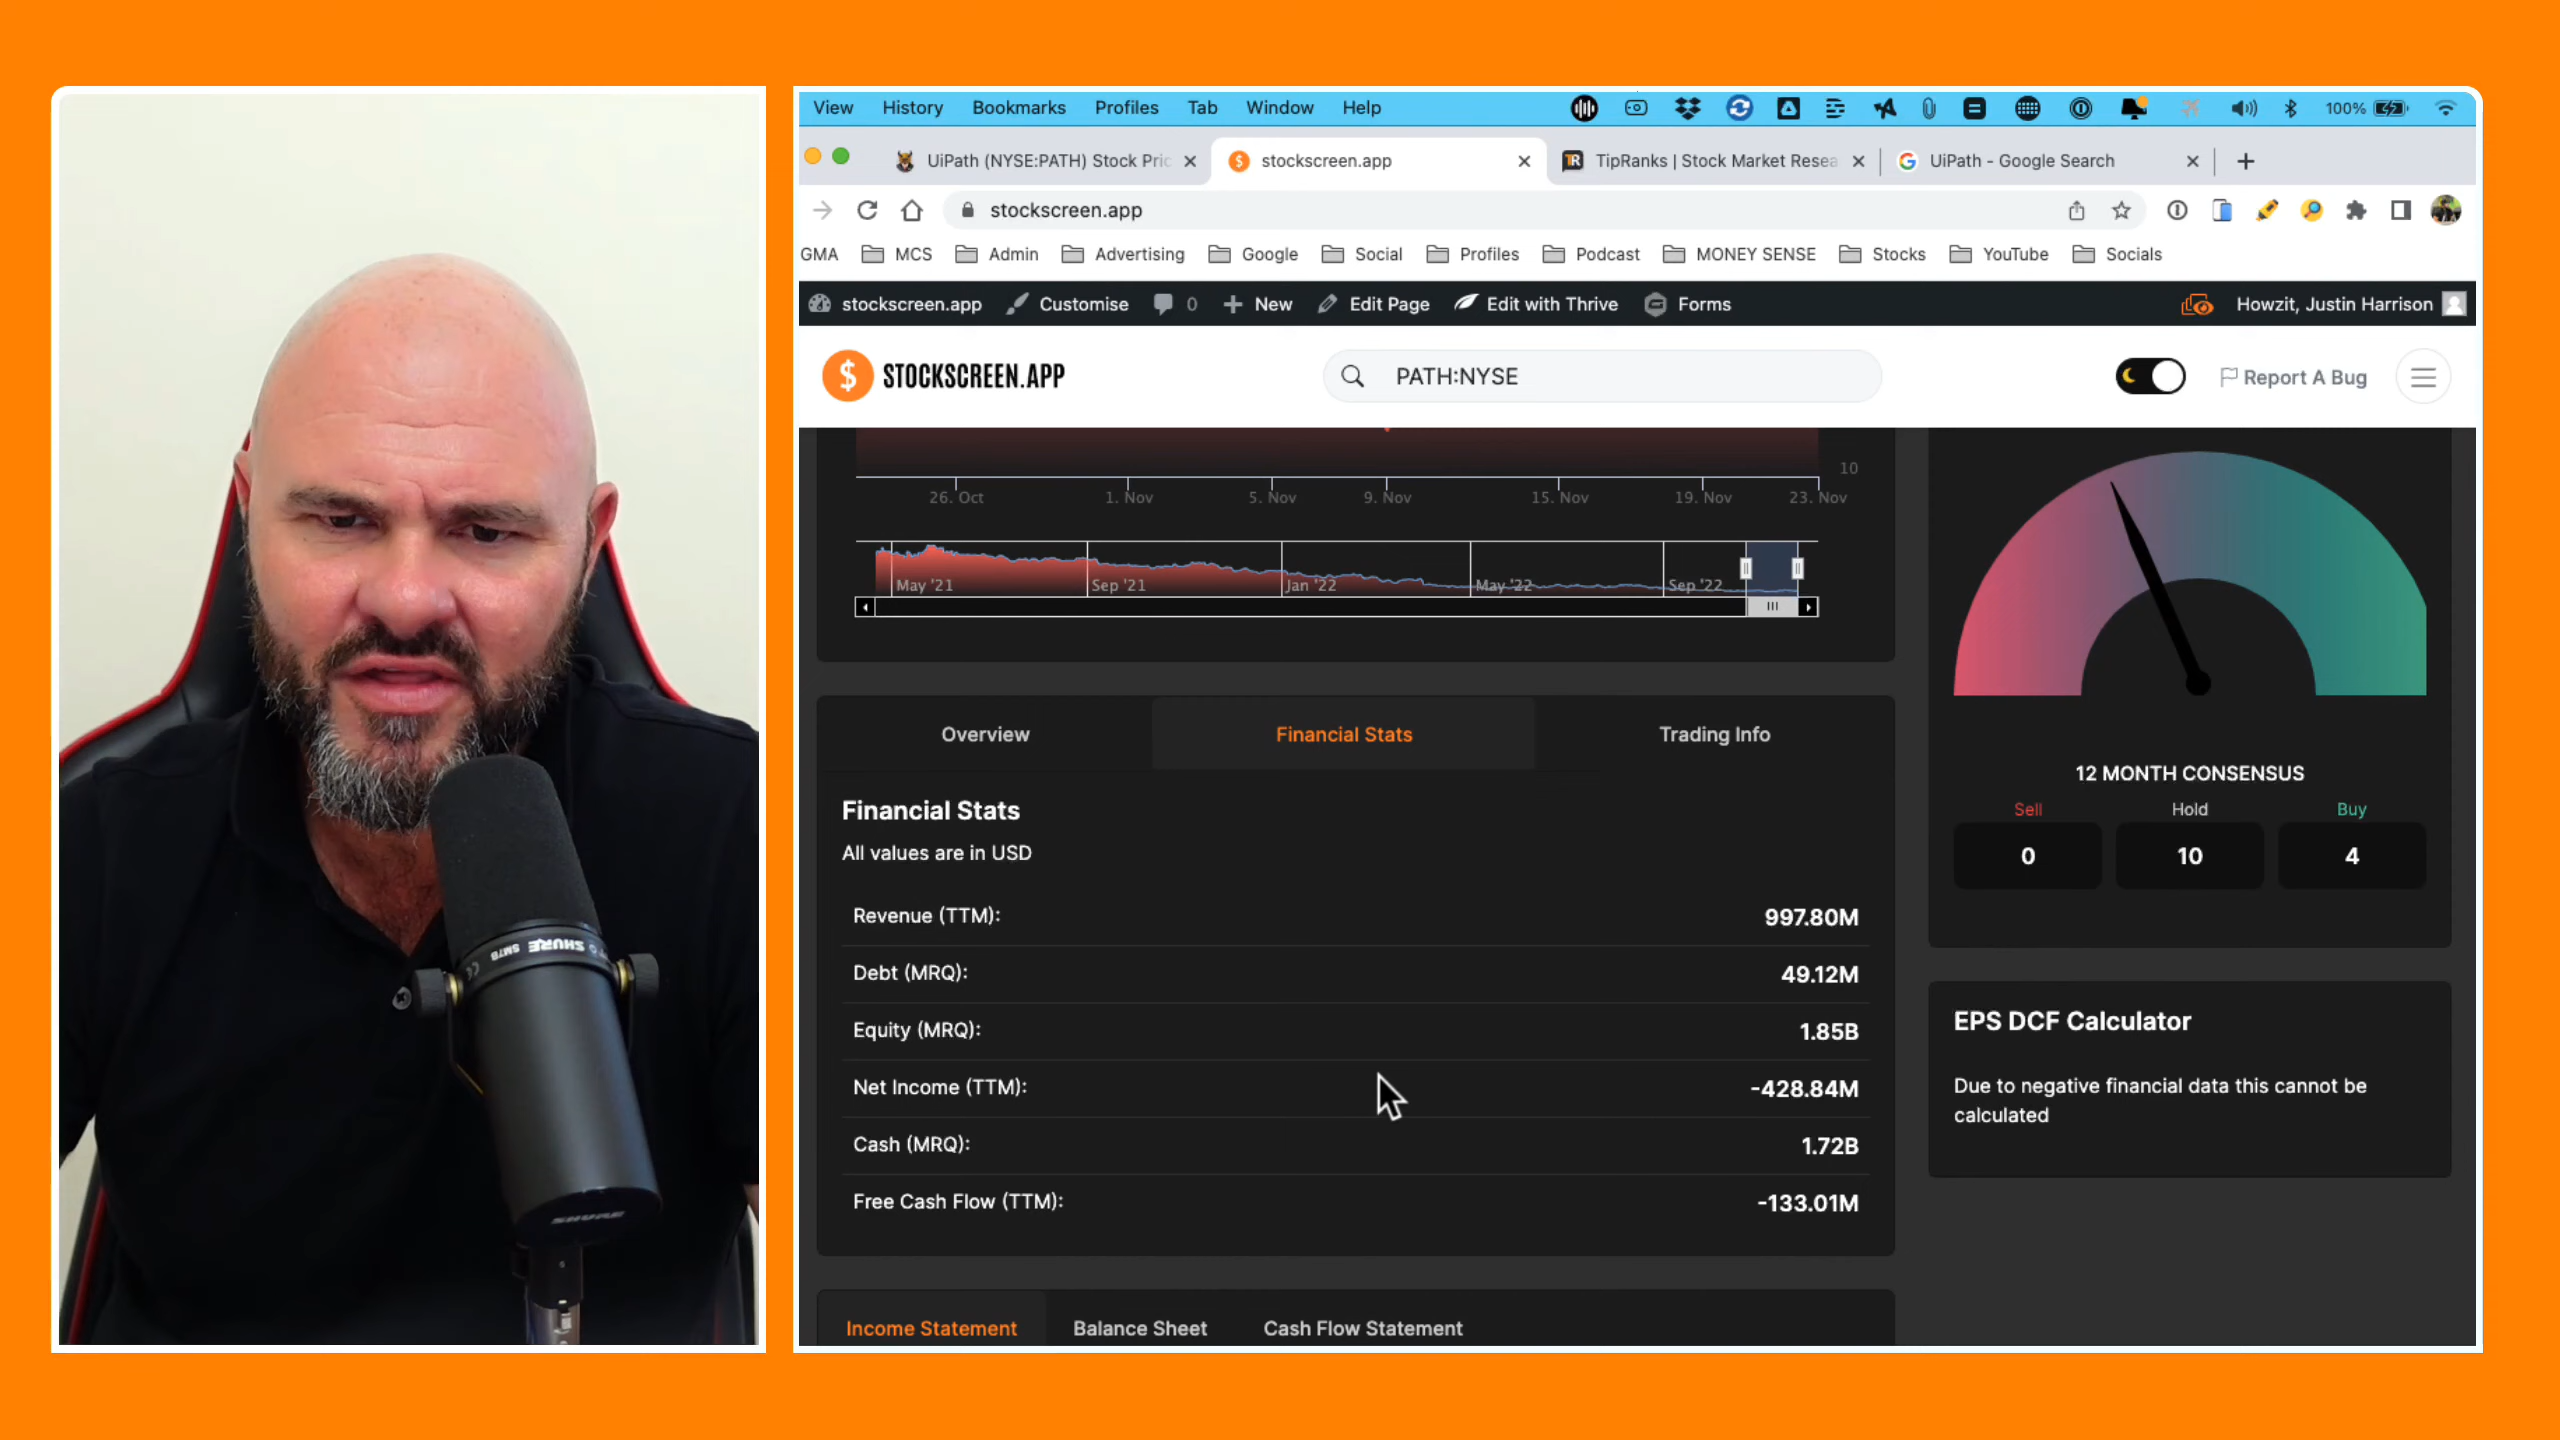 View History Bookmarks Profiles Tab Window Help 100%
UiPath (NYSE:PATH) Stock Pric stockscreen.app TipRanks | Stock Market Resea UiPath - Google Search
stockscreen.app
GMA MCS Admin Advertising Google Social Profiles Podcast MONEY SENSE Stocks YouTube Socials
stockscreen.app Customise 0 New Edit Page Edit with Thrive Forms Howzit, Justin Harrison
$ STOCKSCREEN.APP PATH:NYSE Report A Bug
10
26. Oct 1. Nov 5. Nov 9. Nov 15. Nov 19. Nov 23. Nov
May '21 Sep '21 Jan '22 May '22 Sep '22
Overview Financial Stats Trading Info
Financial Stats
All values are in USD
Revenue (TTM): 997.80M
Debt (MRQ): 49.12M
Equity (MRQ): 1.85B
Net Income (TTM): -428.84M
Cash (MRQ): 1.72B
Free Cash Flow (TTM): -133.01M
Income Statement Balance Sheet Cash Flow Statement
12 MONTH CONSENSUS
Sell Hold Buy
0 10 4
EPS DCF Calculator
Due to negative financial data this cannot be
calculated
SHURE
SM7B
SHURE